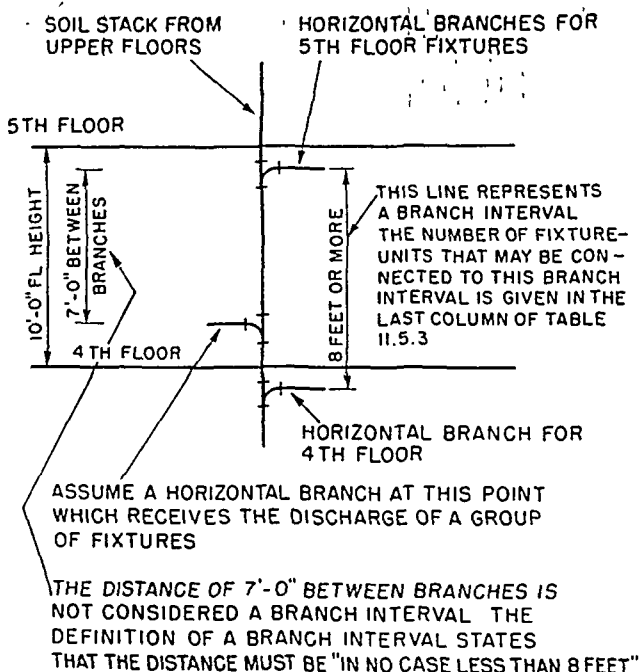 SOIL STACK FROM
UPPER FLOORS
HORIZONTAL BRANCHES FOR
5TH FLOOR FIXTURES
5TH FLOOR
10'-0" FL HEIGHT
7'-0" BETWEEN
BRANCHES
8 FEET OR MORE
THIS LINE REPRESENTS
A BRANCH INTERVAL
THE NUMBER OF FIXTURE-
UNITS THAT MAY BE CON-
NECTED TO THIS BRANCH
INTERVAL IS GIVEN IN THE
LAST COLUMN OF TABLE
11.5.3
4TH FLOOR
HORIZONTAL BRANCH FOR
4TH FLOOR
ASSUME A HORIZONTAL BRANCH AT THIS POINT
WHICH RECEIVES THE DISCHARGE OF A GROUP
OF FIXTURES
THE DISTANCE OF 7'-0" BETWEEN BRANCHES IS
NOT CONSIDERED A BRANCH INTERVAL THE
DEFINITION OF A BRANCH INTERVAL STATES
THAT THE DISTANCE MUST BE "IN NO CASE LESS THAN 8 FEET"